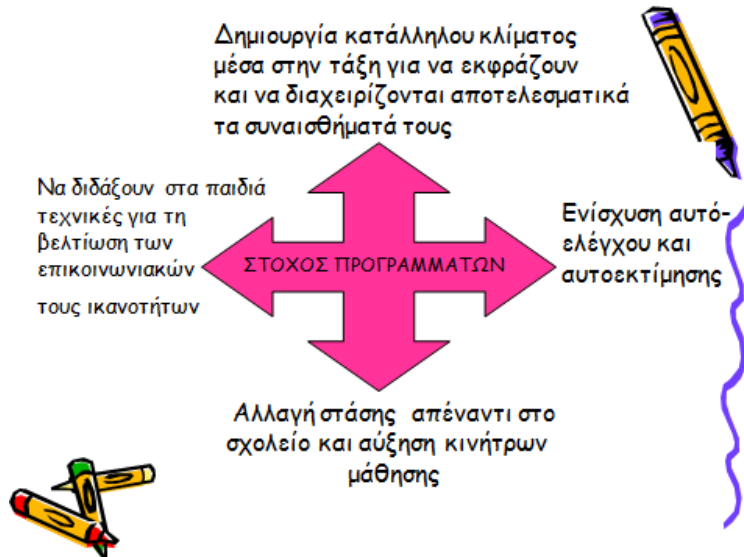 Δημιουργία κατάλληλου κλίματος
μέσα στην τάξη για να εκφράζουν
και να διαχειρίζονται αποτελεσματικά
τα συναισθήματά τους
Να διδάξουν στα παιδιά
τεχνικές για τη
βελτίωση των
επικοινωνιακών
τους ικανοτήτων
ΣΤΟΧΟΣ ΠΡΟΓΡΑΜΜΑΤΩΝ
Ενίσχυση αυτό-
ελέγχου και
αυτοεκτίμησης
Αλλαγή στάσης απέναντι στο
σχολείο και αύξηση κινήτρων
μάθησης